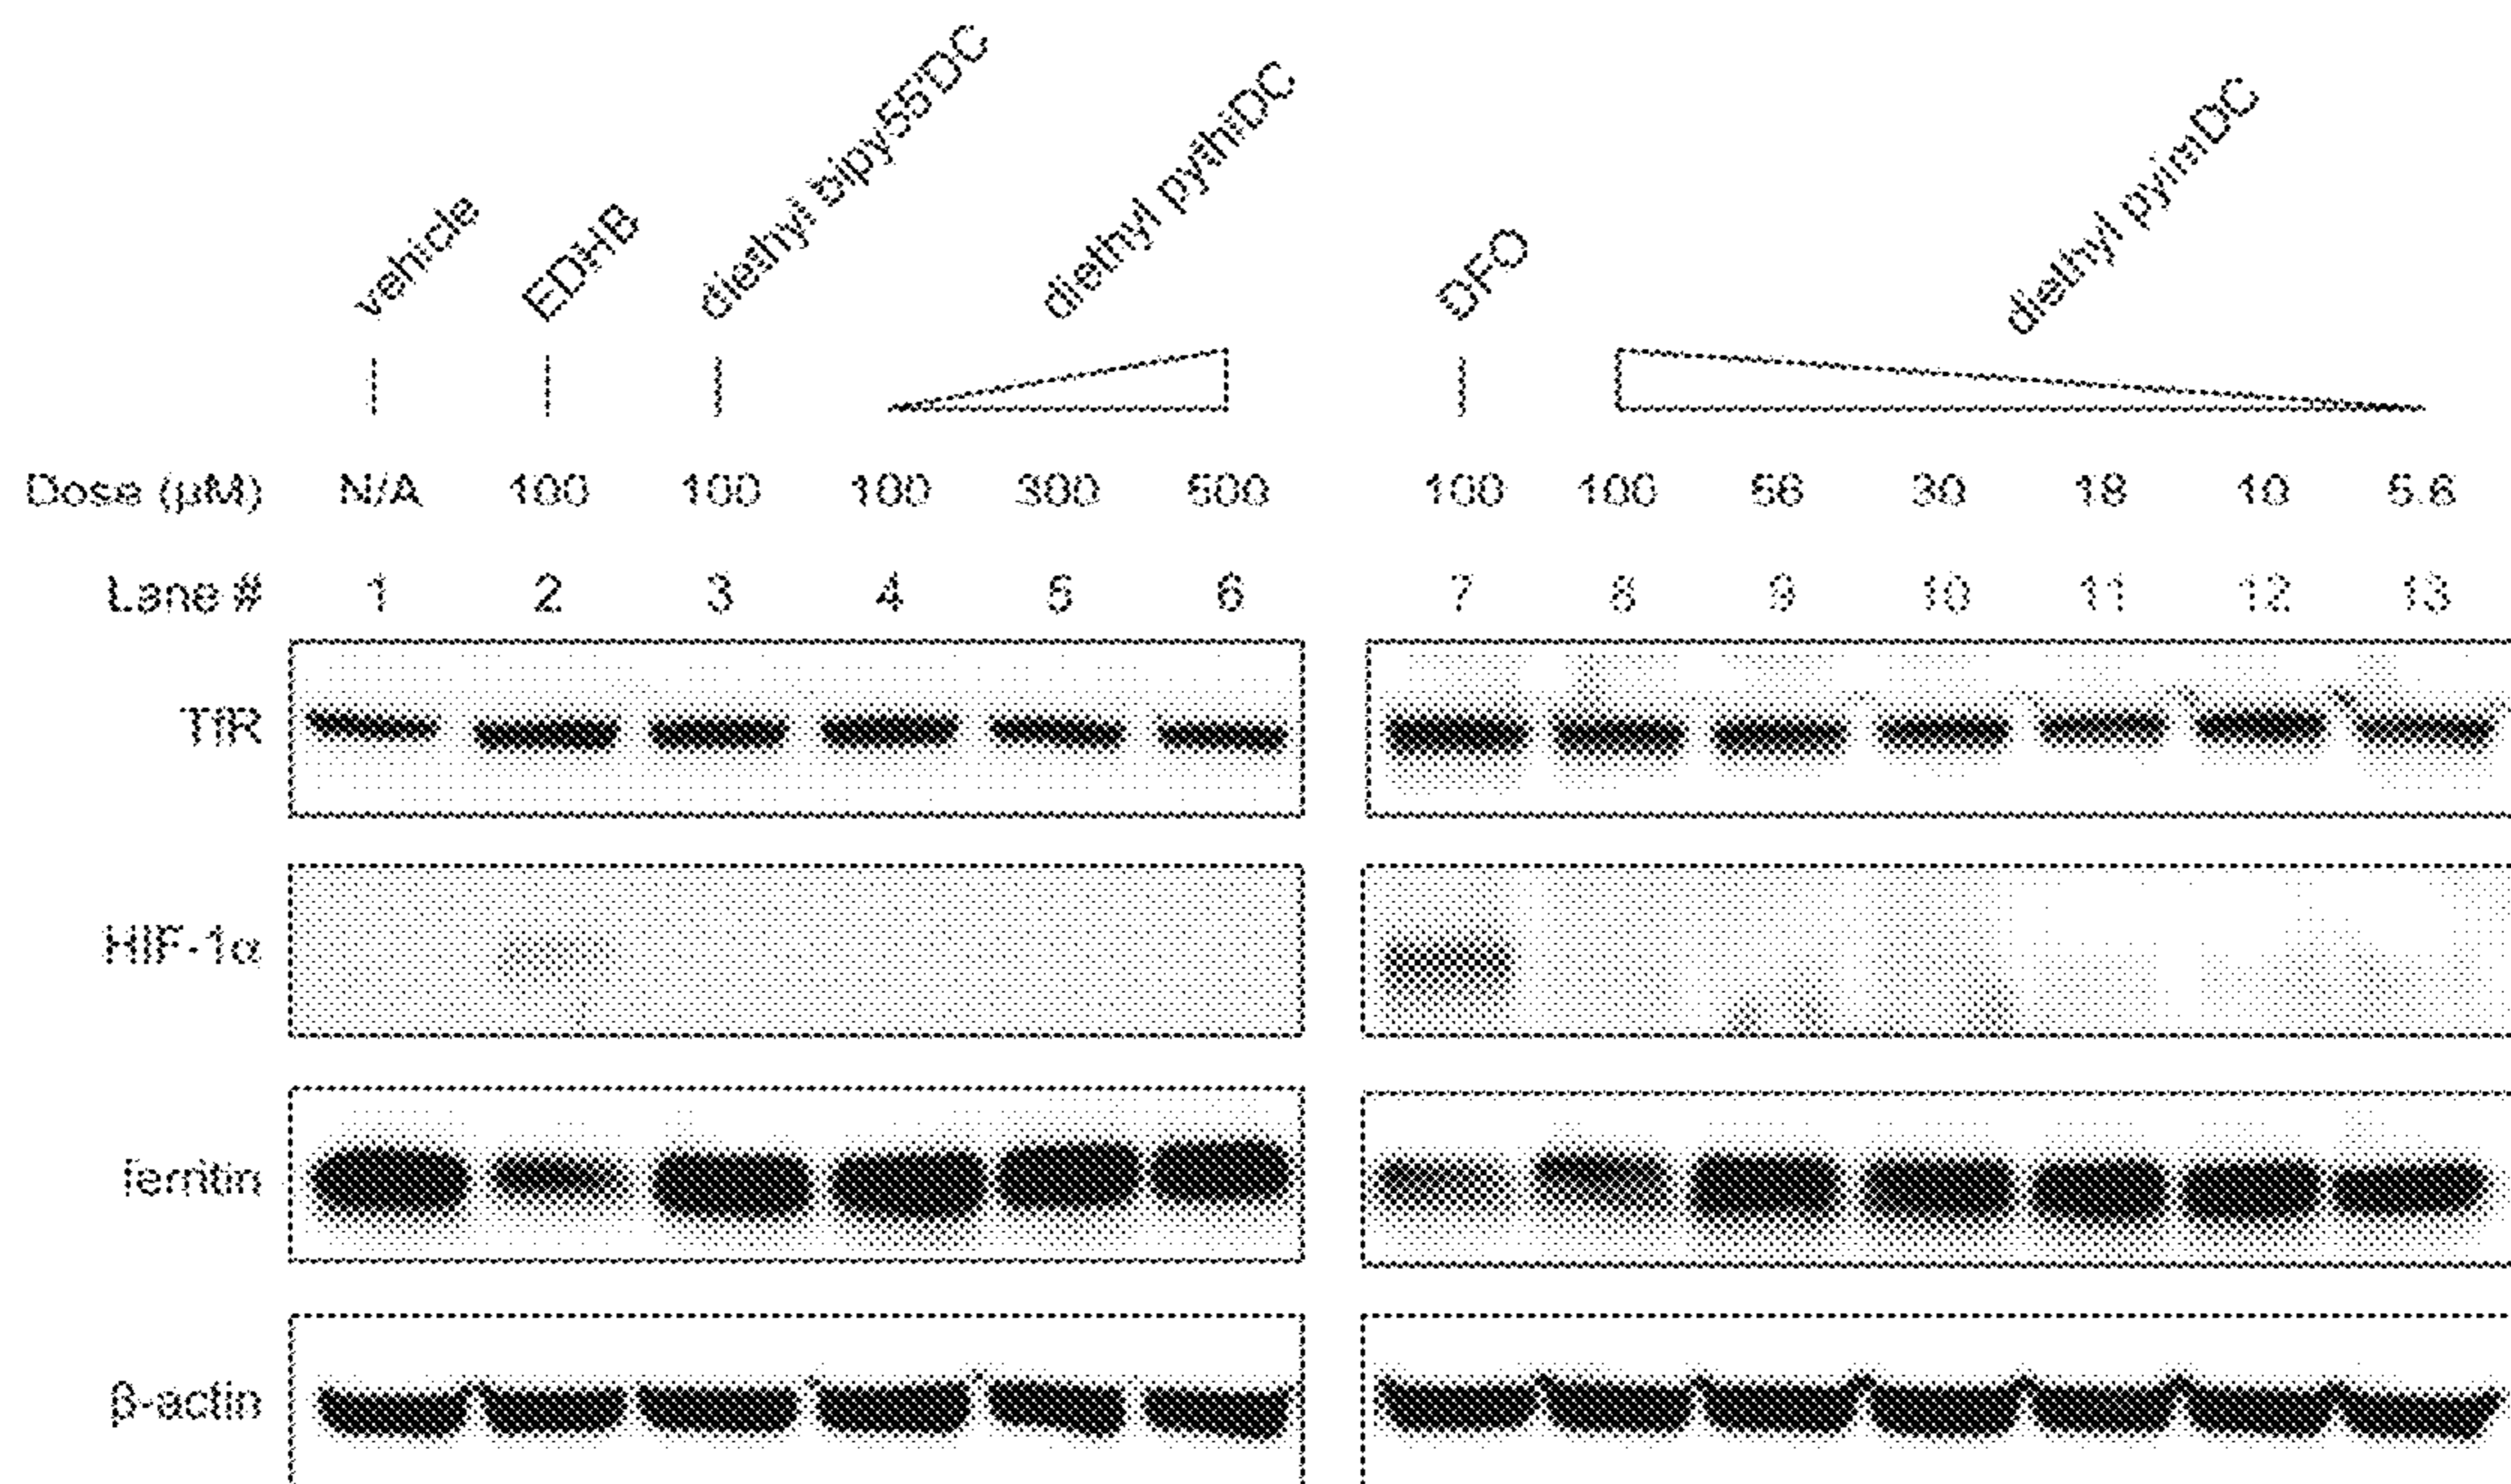 vehicle
EDHB
diethyl bipy55'DC
diethyl pyhDC
DFO
diethyl pyimDC
Dose (μM) N/A 100 100 100 300 500 100 100 56 30 18 10 5.6
Lane # 1 2 3 4 5 6 7 8 9 10 11 12 13
TfR
HIF-1α
ferritin
β-actin